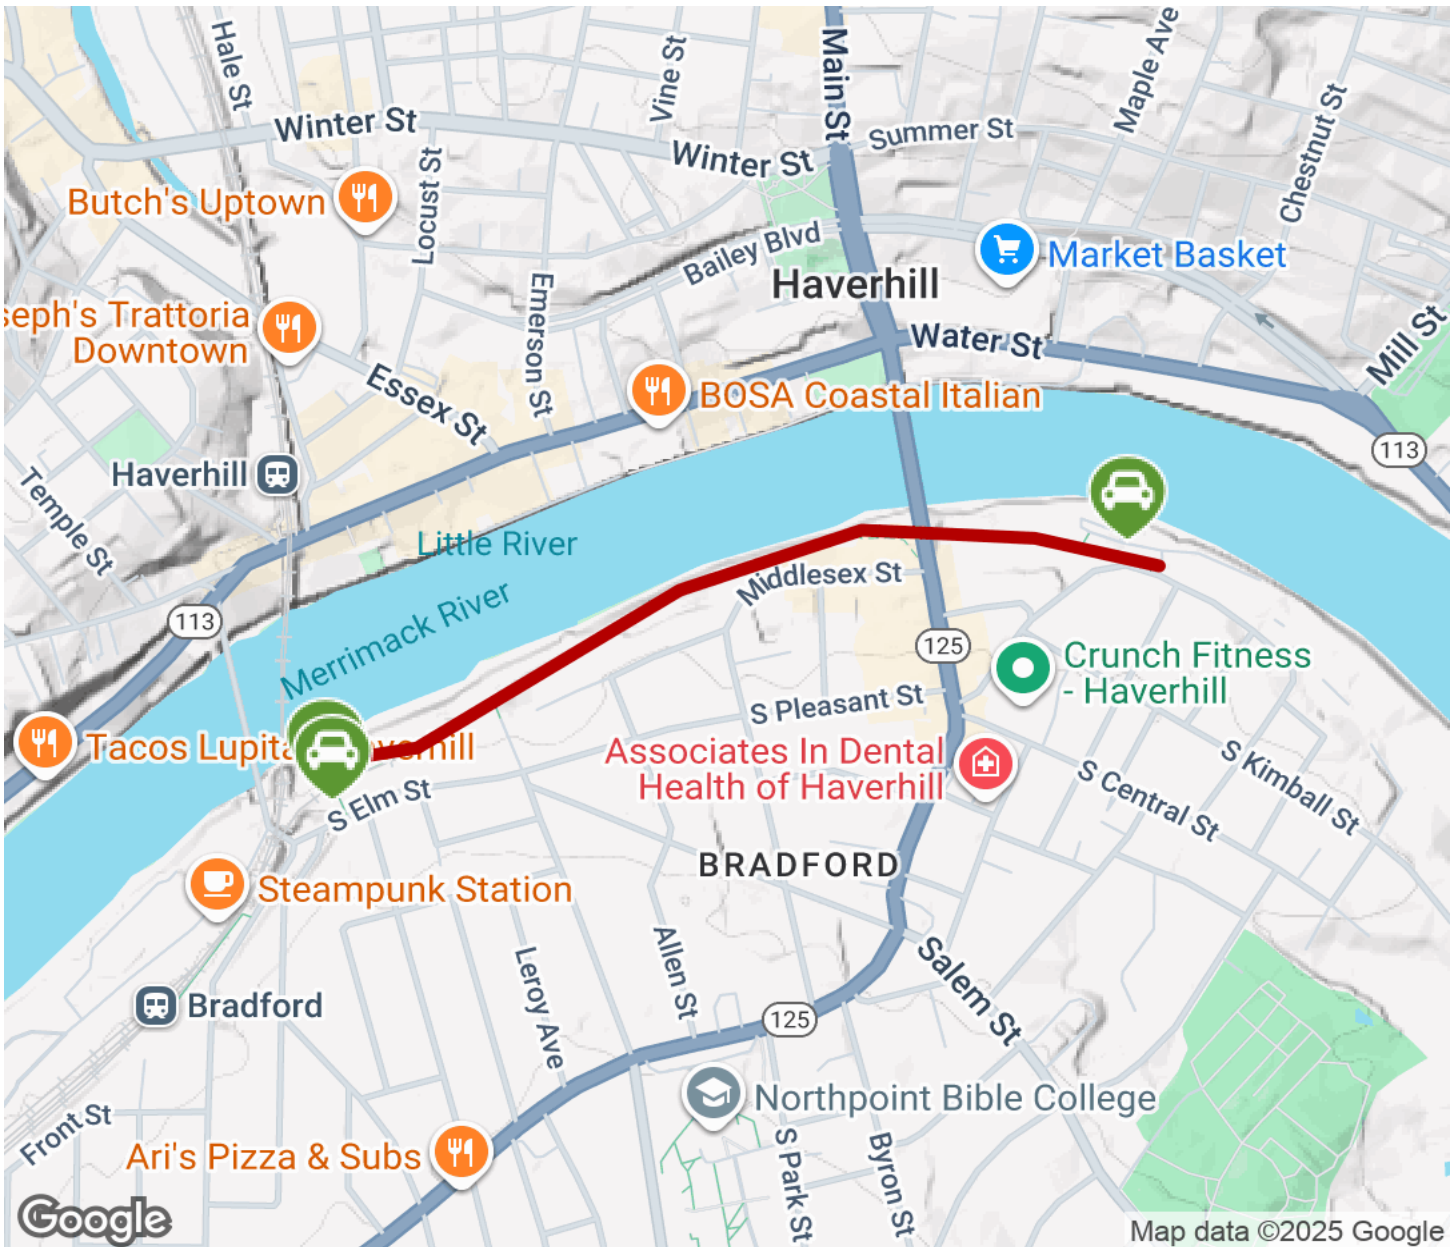 Hale St
Vine St
Main St
Maple Ave
Winter St
Summer St
Chestnut St
Winter St
Butch's Uptown
Locust St
Bailey Blvd
Market Basket
Haverhill
Emerson St
seph's Trattoria
Downtown
Water St
Mill St
Essex St
BOSA Coastal Italian
113
Haverhill
Temple St
Little River
Middlesex St
Merrimack River
113
125
Crunch Fitness
- Haverhill
S Pleasant St
Tacos Lupita
Associates In Dental
Health of Haverhill
S Kimball St
S Central St
S Elm St
BRADFORD
Steampunk Station
Allen St
Salem St
Leroy Ave
Bradford
125
Northpoint Bible College
Front St
Ari's Pizza & Subs
S Park St
Byron St
Google
Map data ©2025 Google